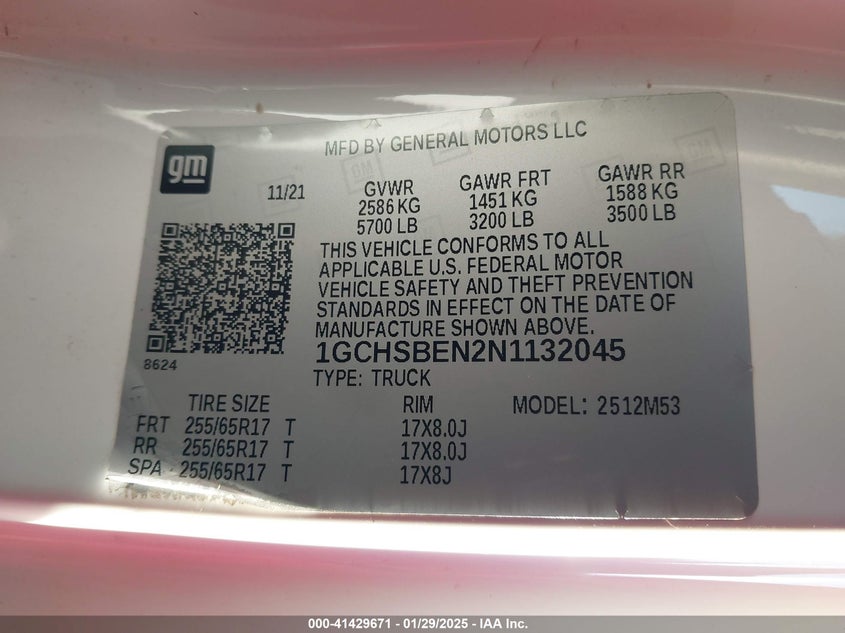 MFD BY GENERAL MOTORS LLC
gm
11/21 GVWR GAWR FRT GAWR RR
2586 KG 1451 KG 1588 KG
5700 LB 3200 LB 3500 LB
THIS VEHICLE CONFORMS TO ALL
APPLICABLE U.S. FEDERAL MOTOR
VEHICLE SAFETY AND THEFT PREVENTION
STANDARDS IN EFFECT ON THE DATE OF
MANUFACTURE SHOWN ABOVE.
8624
1GCHSBEN2N1132045
TYPE: TRUCK
TIRE SIZE RIM MODEL: 2512M53
FRT 255/65R17 T 17X8.0J
RR 255/65R17 T 17X8.0J
SPA 255/65R17 T 17X8J
000-41429671 - 01/29/2025 - IAA Inc.